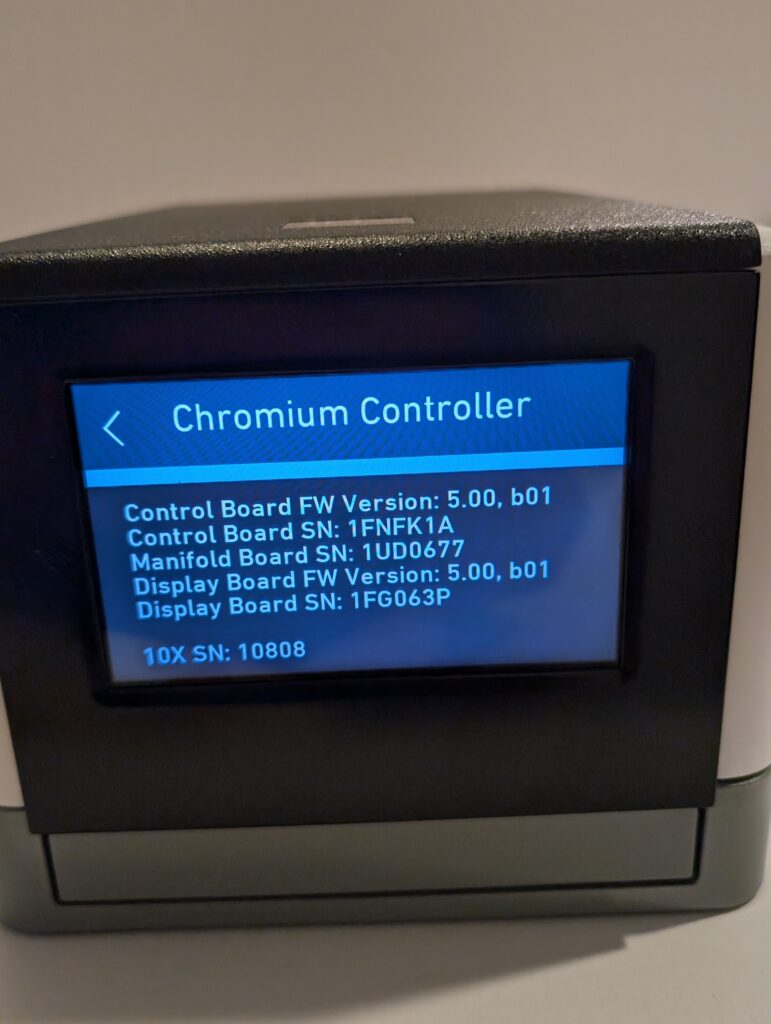 Chromium Controller
Control Board FW Version: 5.00, b01
Control Board SN: 1FNFK1A
Manifold Board SN: 1UD0677
Display Board FW Version: 5.00, b01
Display Board SN: 1FG063P
10X SN: 10808